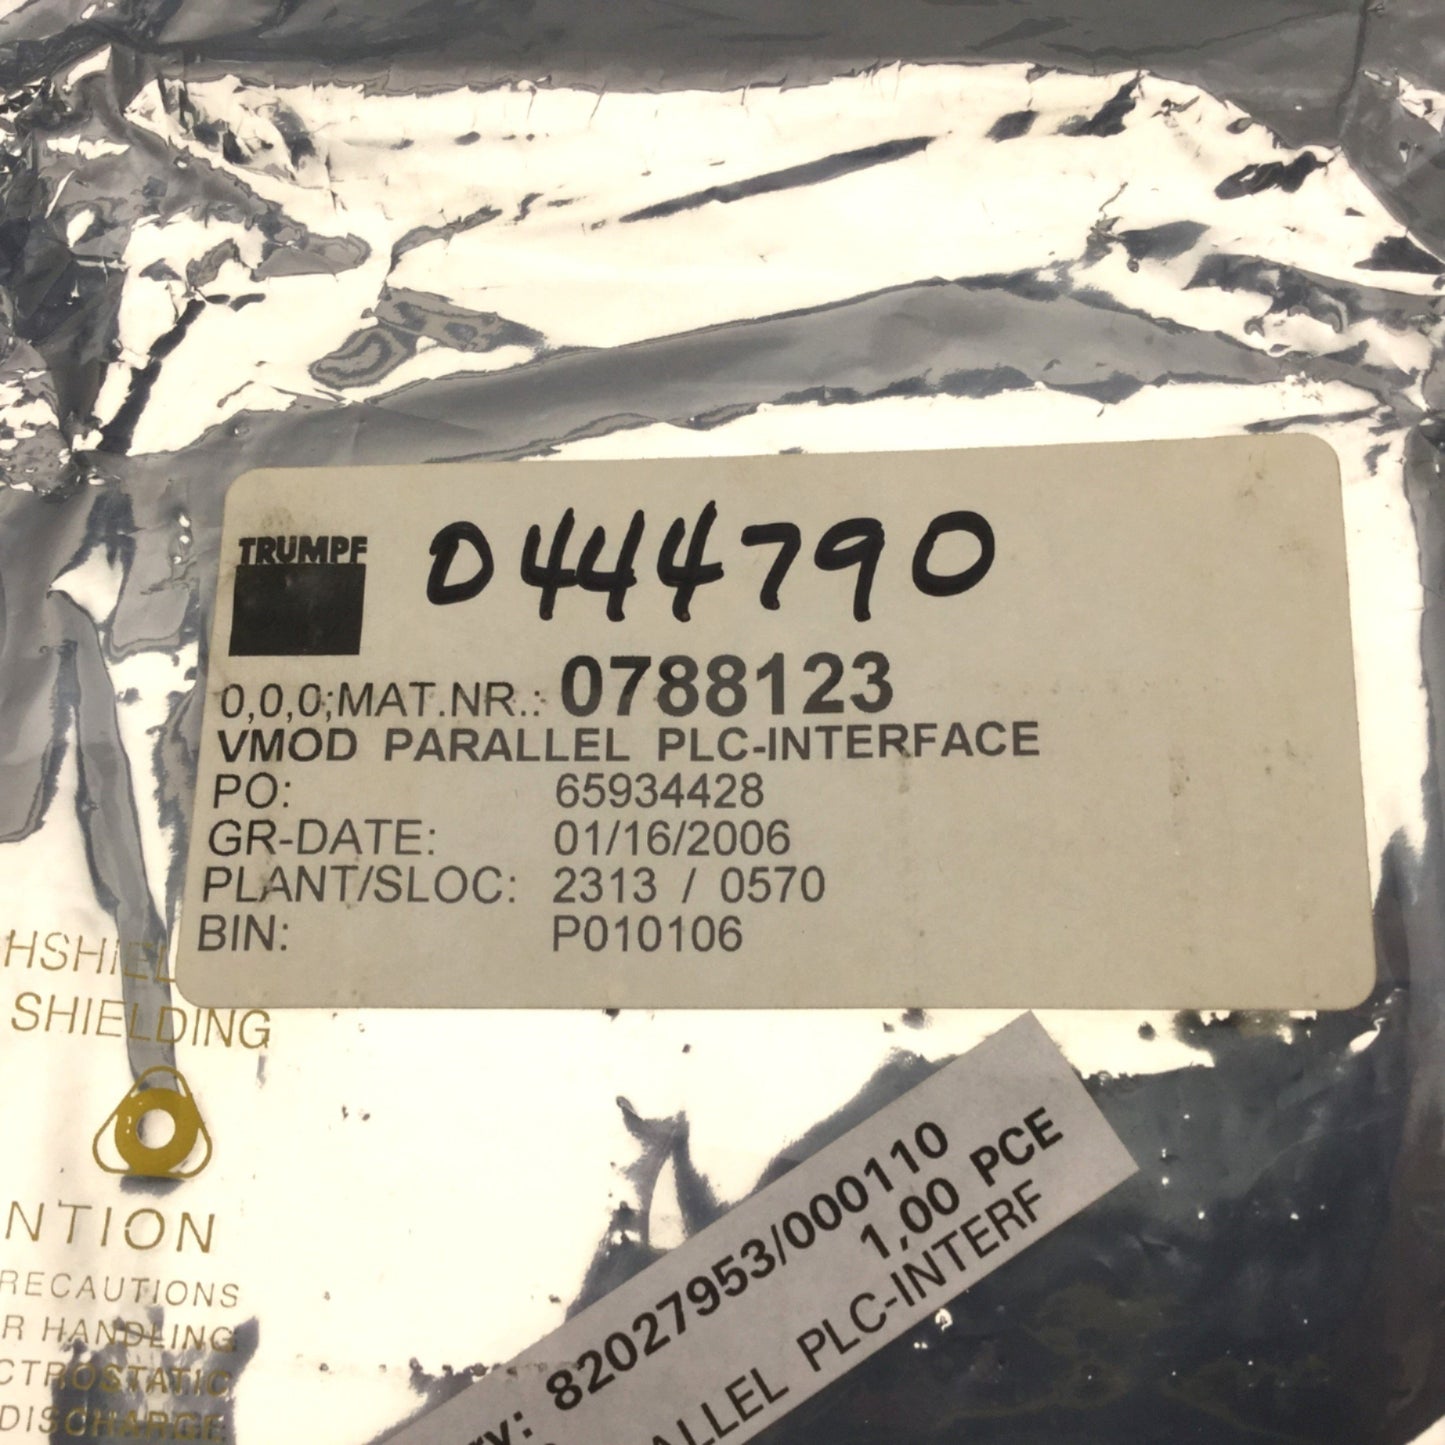 TRUMPF
0444790
0,0,0;MAT.NR.: 0788123
VMOD PARALLEL PLC-INTERFACE
PO: 65934428
GR-DATE: 01/16/2006
PLANT/SLOC: 2313 / 0570
BIN: P010106
SHIELDING
82027953/000110
1,00 PCE
PLC-INTERF
NTION
RECAUTIONS
R HANDLING
CTROSTATIC
DISCHARGE